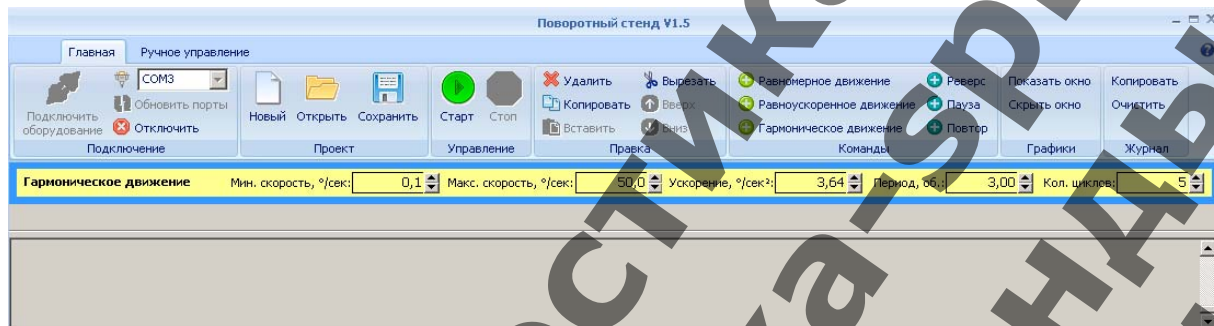 Поворотный стенд V1.5
Главная Ручное управление
Подключить оборудование
COM3
Обновить порты
Отключить
Подключение
Новый Открыть Сохранить
Проект
Старт Стоп
Управление
Удалить Вырезать
Копировать Вверх
Вставить Вниз
Правка
Равномерное движение Реверс
Равноускоренное движение Пауза
Гармоническое движение Повтор
Команды
Показать окно
Скрыть окно
Графики
Копировать
Очистить
Журнал
Гармоническое движение Мин. скорость, °/сек: 0,1 Макс. скорость, °/сек: 50,0 Ускорение, °/сек²: 3,64 Период, об.: 3,00 Кол. циклов: 5